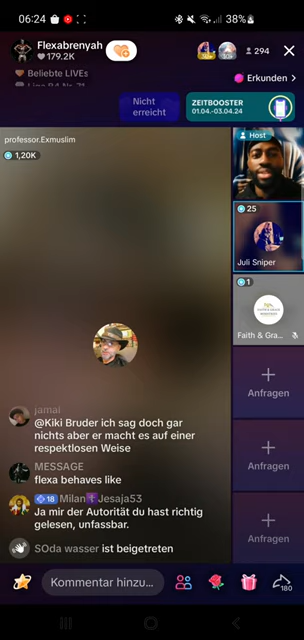 06:24
38%
Flexabrenyah
179.2K
294
Beliebte LIVEs
Erkunden >
Nicht erreicht
ZEITBOOSTER
01.04.-03.04.24
professor.Exmuslim
1,20K
Host
25
Juli Sniper
1
Faith & Gra...
+
Anfragen
+
Anfragen
+
Anfragen
jamal
@Kiki Bruder ich sag doch gar
nichts aber er macht es auf einer
respektlosen Weise
MESSAGE
flexa behaves like
18 Milan✝️Jesaja53
Ja mir der Autorität du hast richtig
gelesen, unfassbar.
SOda wasser ist beigetreten
Kommentar hinzu...
180